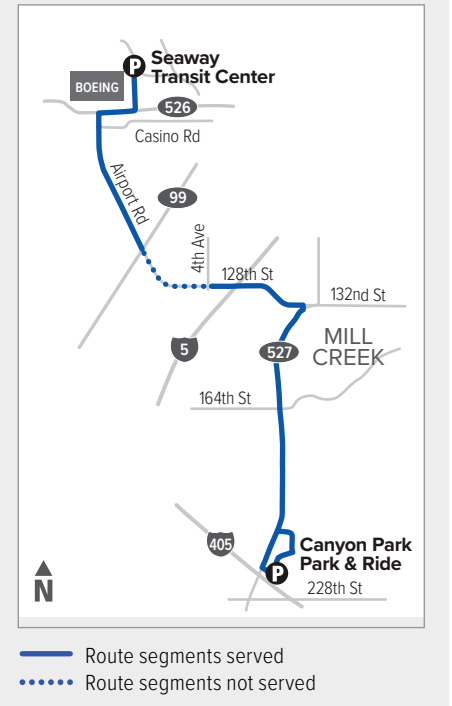 P
Seaway
Transit Center
BOEING
526
Casino Rd
Airport Rd
99
4th Ave
128th St
132nd St
5
527
MILL
CREEK
164th St
405
Canyon Park
Park & Ride
P
228th St
N
Route segments served
Route segments not served